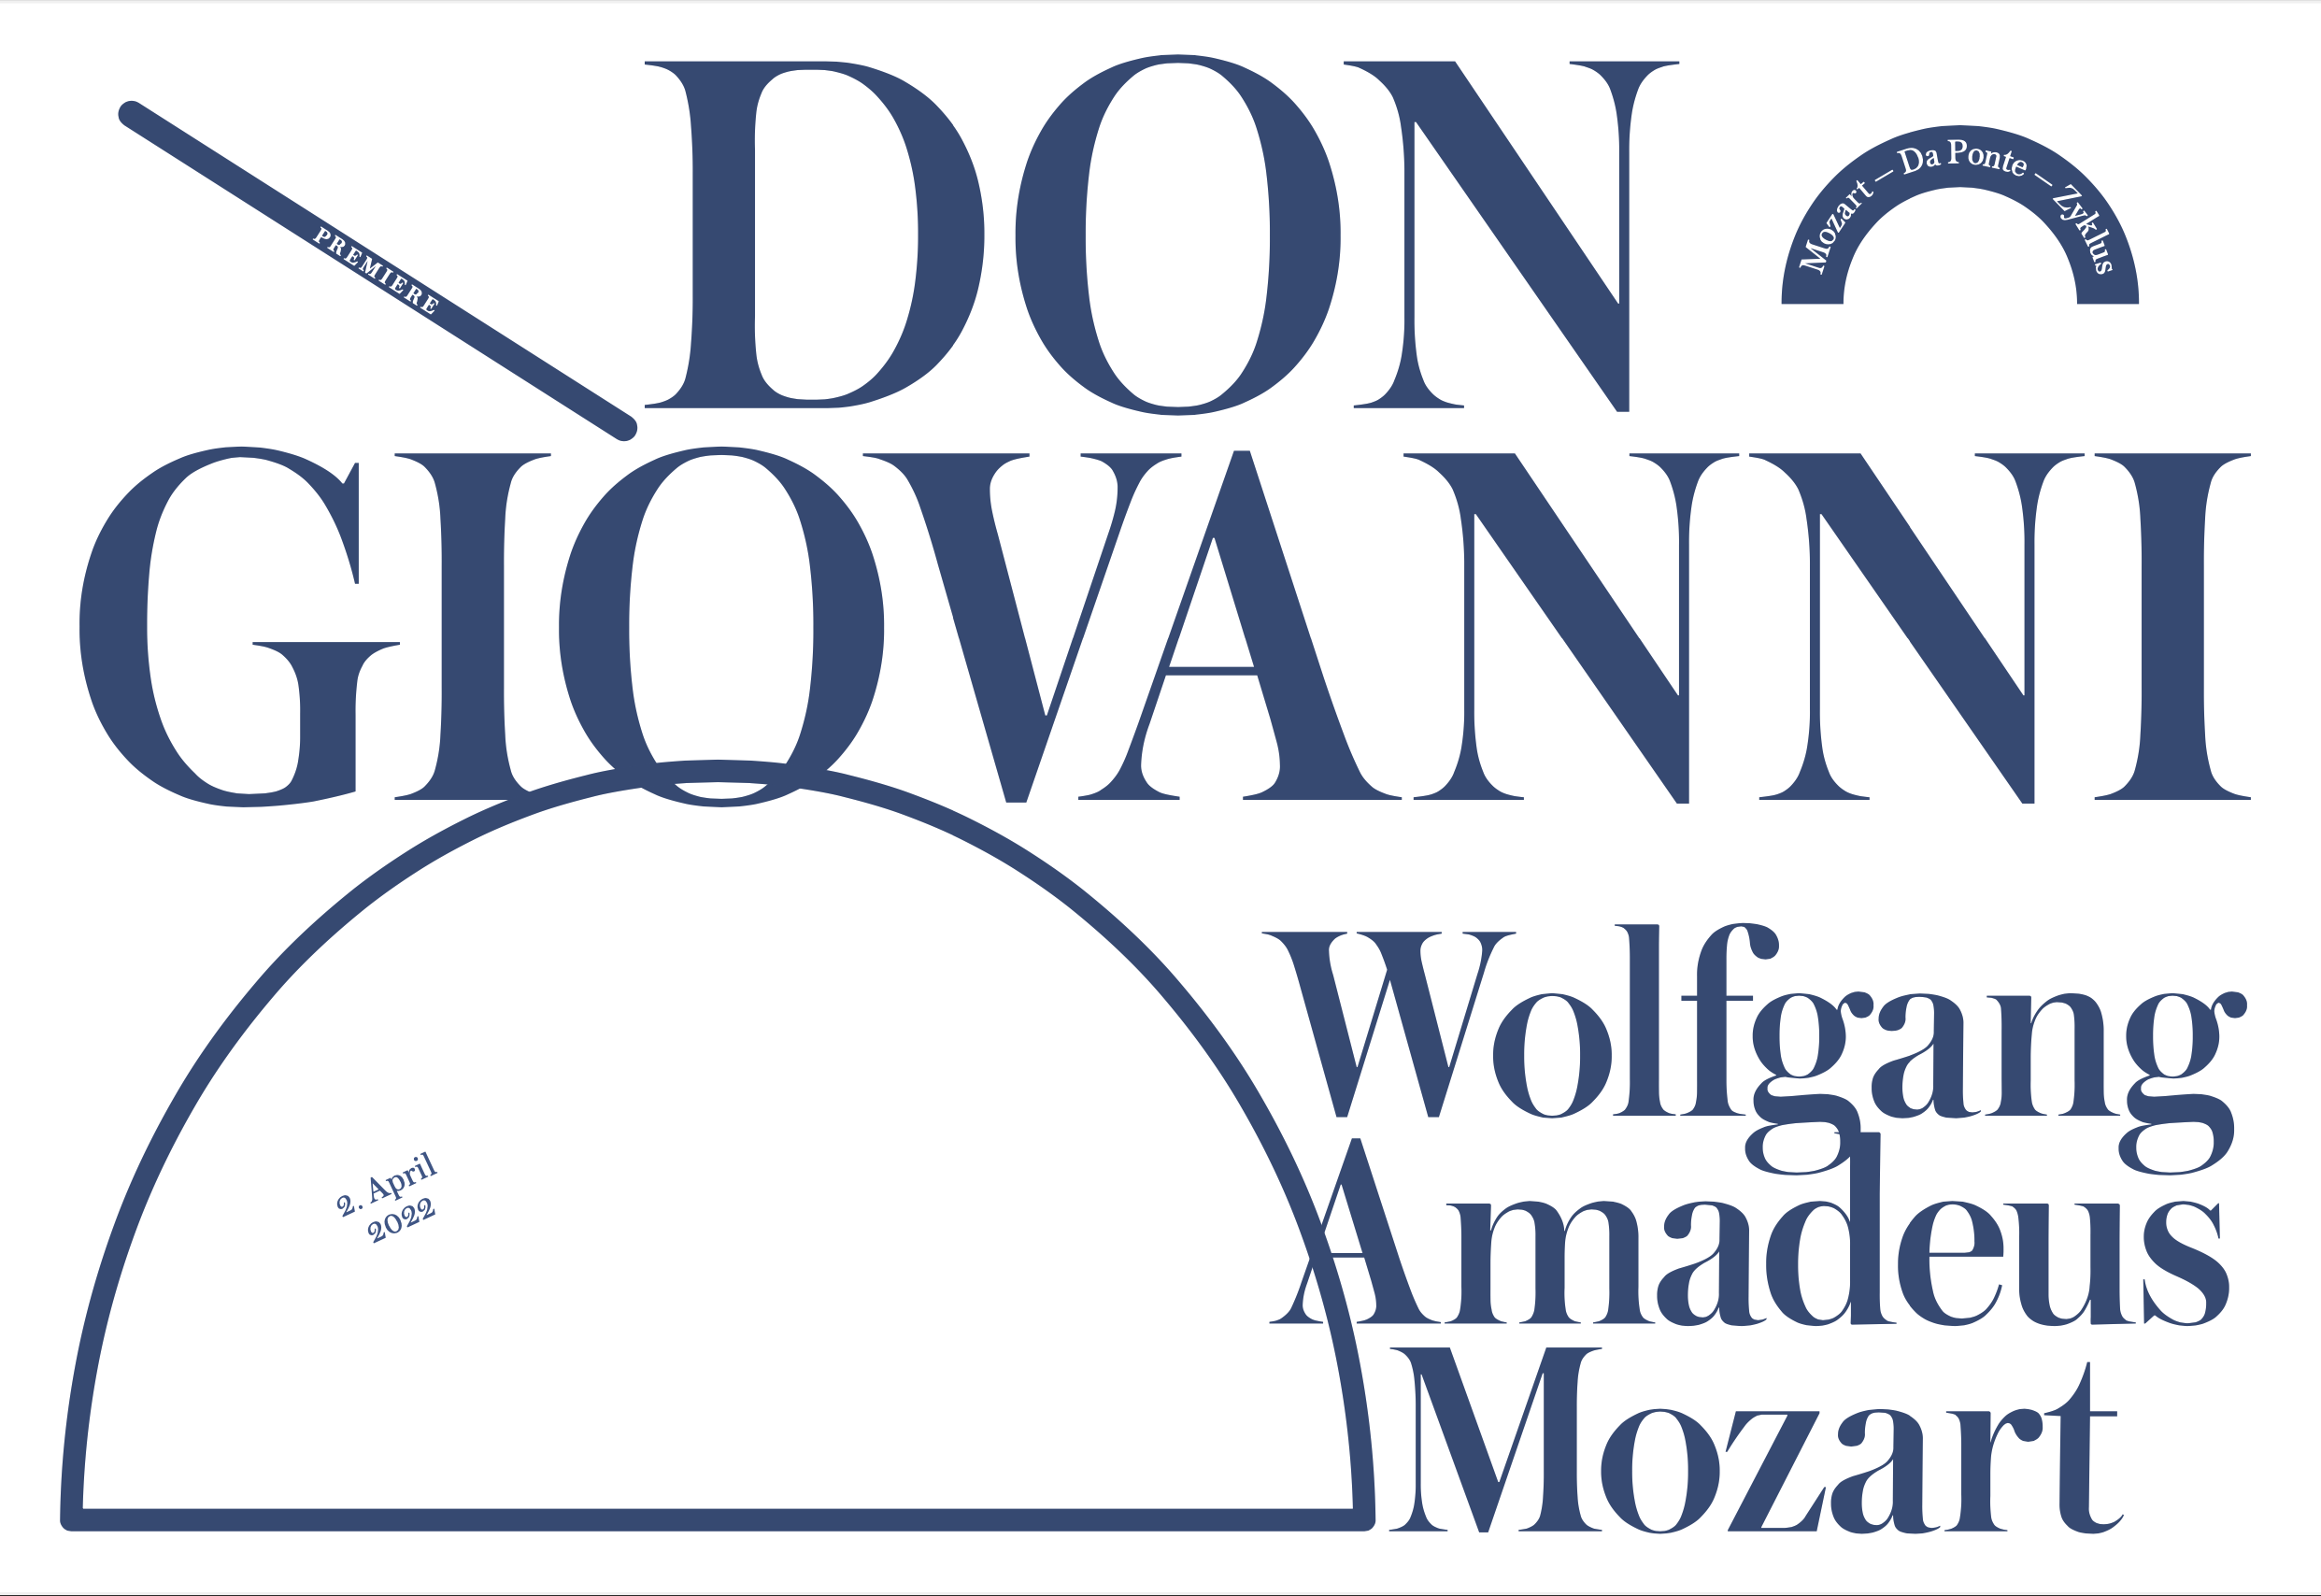 DON
Mozart – Da Ponte – Zyklus
PREMIERE
GIOVANNI
Wolfgang
Amadeus
Mozart
2. April
2022